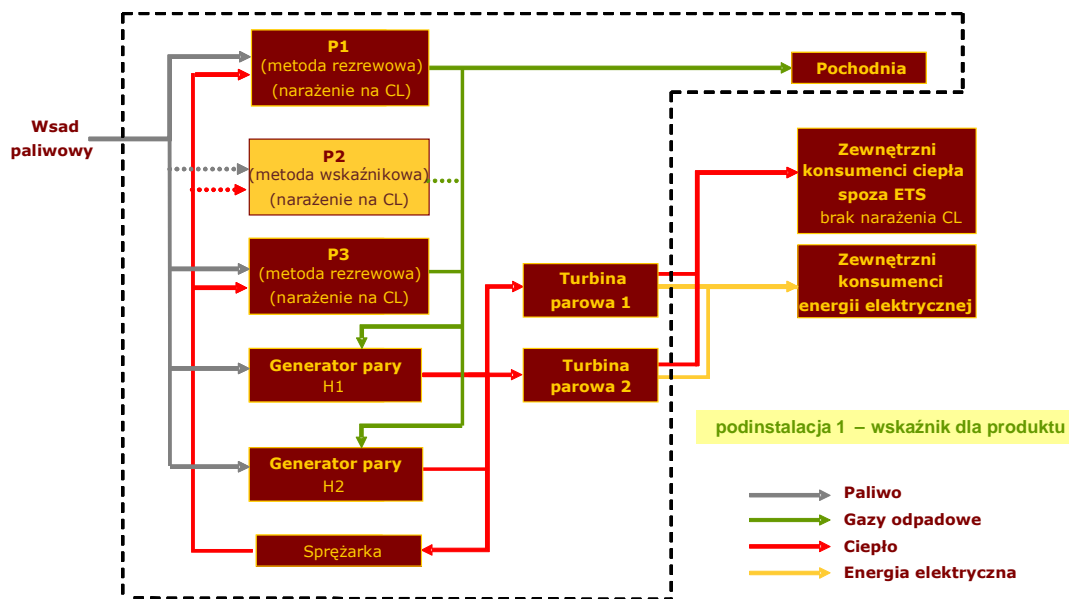 P1
(metoda rezrewowa)
(narażenie na CL)
Pochodnia
Wsad
paliwowy
P2
(metoda wskaźnikowa)
(narażenie na CL)
Zewnętrzni
konsumenci ciepła
spoza ETS
brak narażenia CL
P3
(metoda rezrewowa)
(narażenie na CL)
Turbina
parowa 1
Zewnętrzni
konsumenci
energii elektrycznej
Generator pary
H1
Turbina
parowa 2
podinstalacja 1 – wskaźnik dla produktu
Generator pary
H2
Paliwo
Gazy odpadowe
Sprężarka
Ciepło
Energia elektryczna